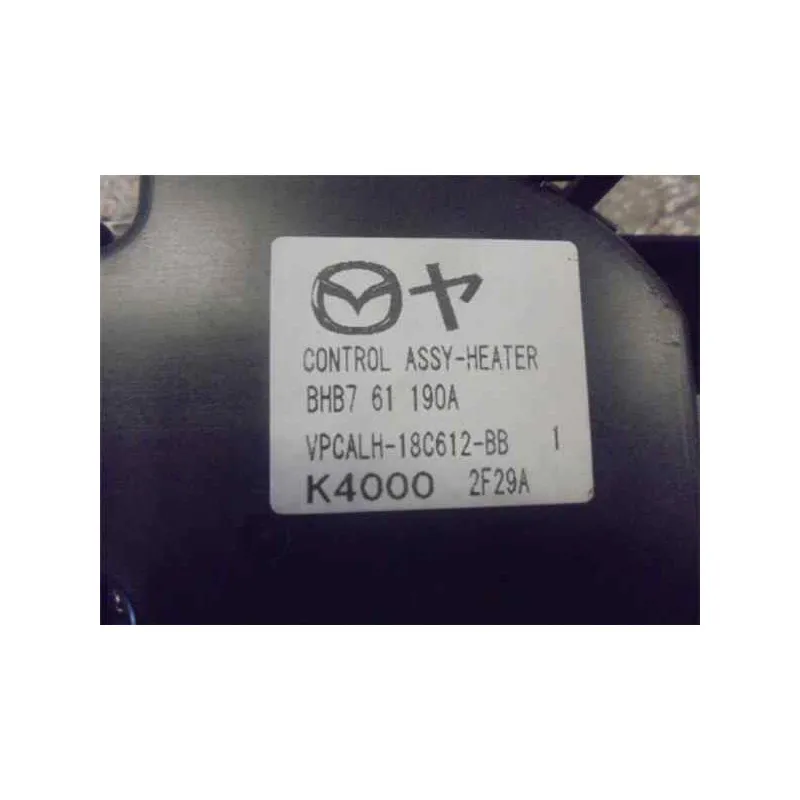 ヤ
CONTROL ASSY-HEATER
BHB7 61 190A
VPCALH-18C612-BB 1
K4000 2F29A